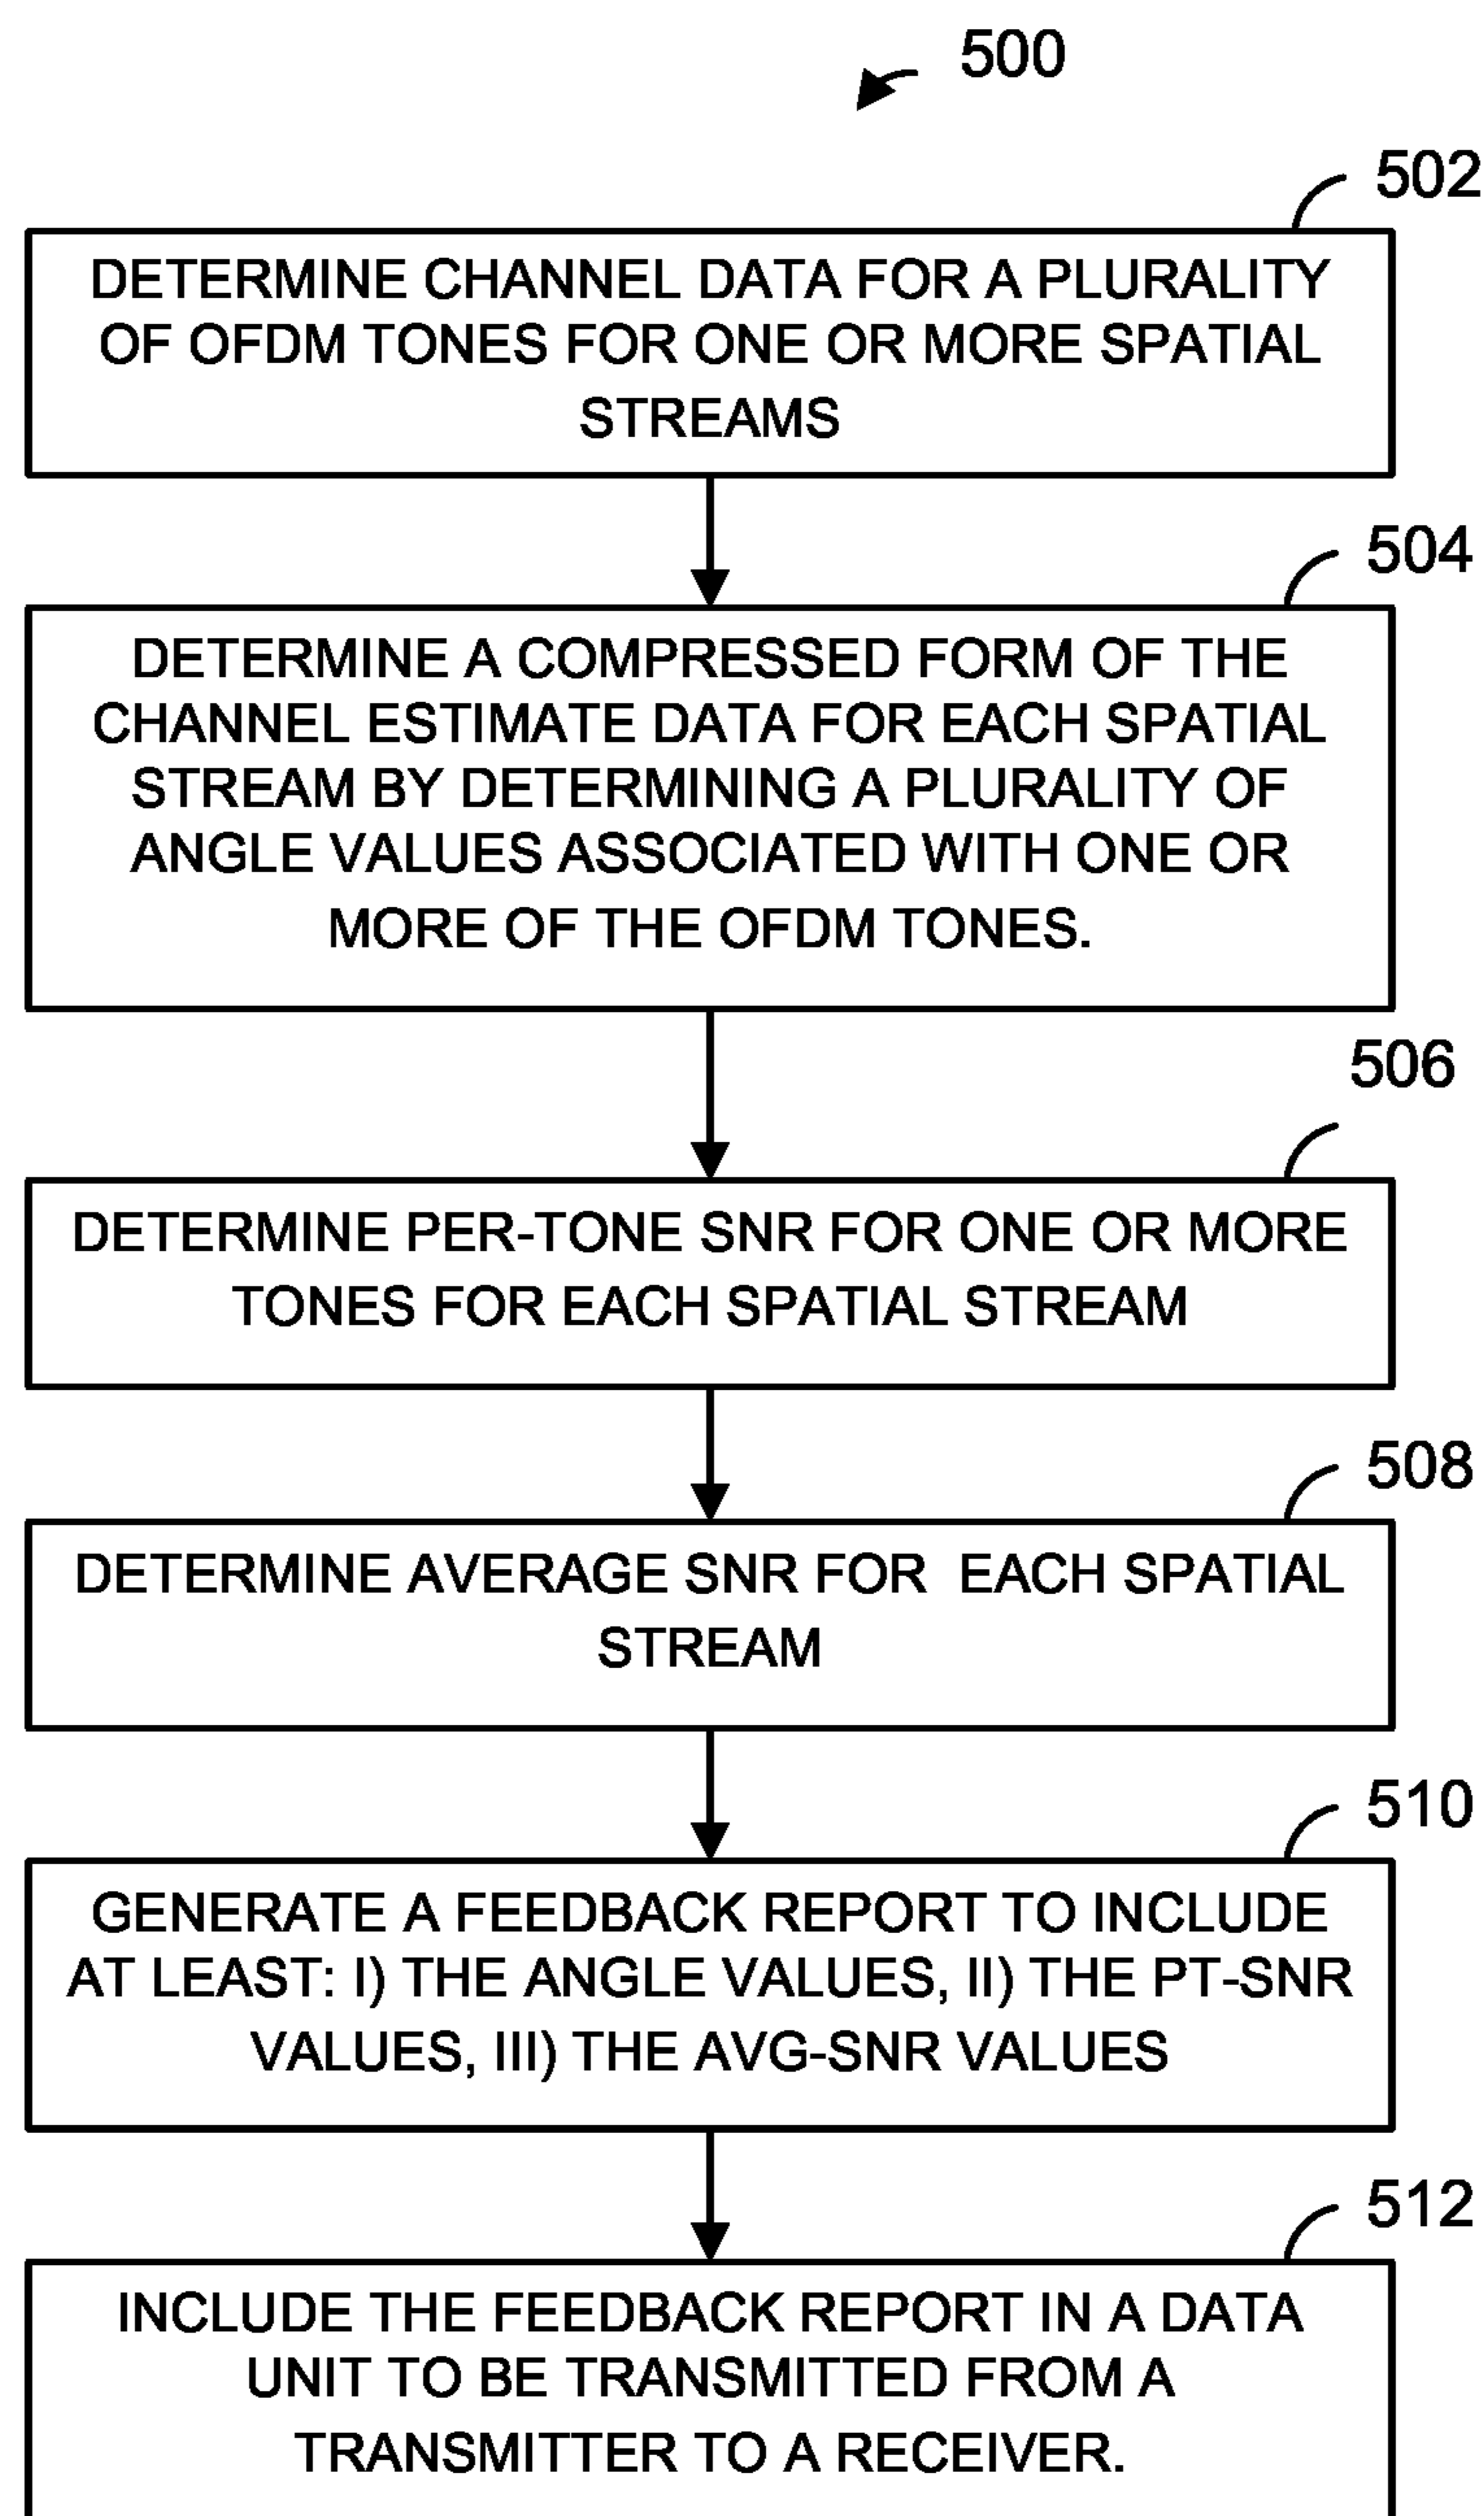 500
502
DETERMINE CHANNEL DATA FOR A PLURALITY
OF OFDM TONES FOR ONE OR MORE SPATIAL
STREAMS
504
DETERMINE A COMPRESSED FORM OF THE
CHANNEL ESTIMATE DATA FOR EACH SPATIAL
STREAM BY DETERMINING A PLURALITY OF
ANGLE VALUES ASSOCIATED WITH ONE OR
MORE OF THE OFDM TONES.
506
DETERMINE PER-TONE SNR FOR ONE OR MORE
TONES FOR EACH SPATIAL STREAM
508
DETERMINE AVERAGE SNR FOR EACH SPATIAL
STREAM
510
GENERATE A FEEDBACK REPORT TO INCLUDE
AT LEAST: I) THE ANGLE VALUES, II) THE PT-SNR
VALUES, III) THE AVG-SNR VALUES
512
INCLUDE THE FEEDBACK REPORT IN A DATA
UNIT TO BE TRANSMITTED FROM A
TRANSMITTER TO A RECEIVER.